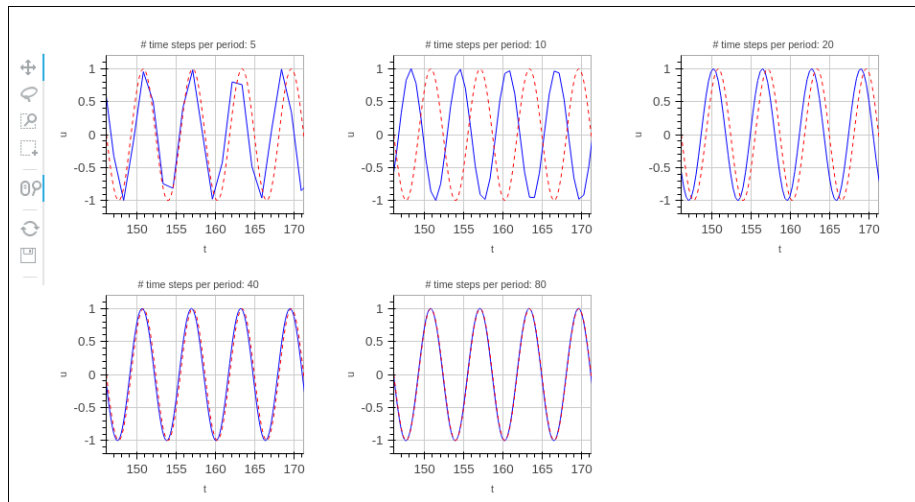 # time steps per period: 5
1
0.5
0
-0.5
-1
u
150 155 160 165 170
t
# time steps per period: 10
1
0.5
0
-0.5
-1
u
150 155 160 165 170
t
# time steps per period: 20
1
0.5
0
-0.5
-1
u
150 155 160 165 170
t
# time steps per period: 40
1
0.5
0
-0.5
-1
u
150 155 160 165 170
t
# time steps per period: 80
1
0.5
0
-0.5
-1
u
150 155 160 165 170
t